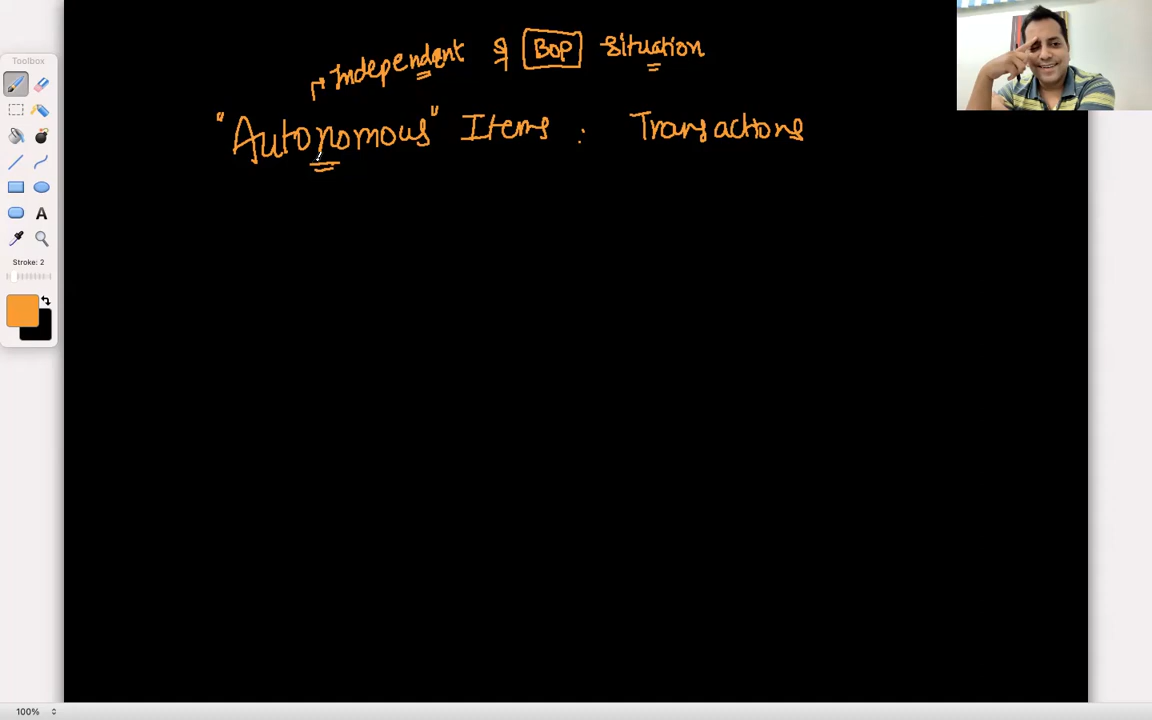 Toolbox
Independent of BOP situation
"Autonomous" Items : Transactions
A
Stroke: 2
100%